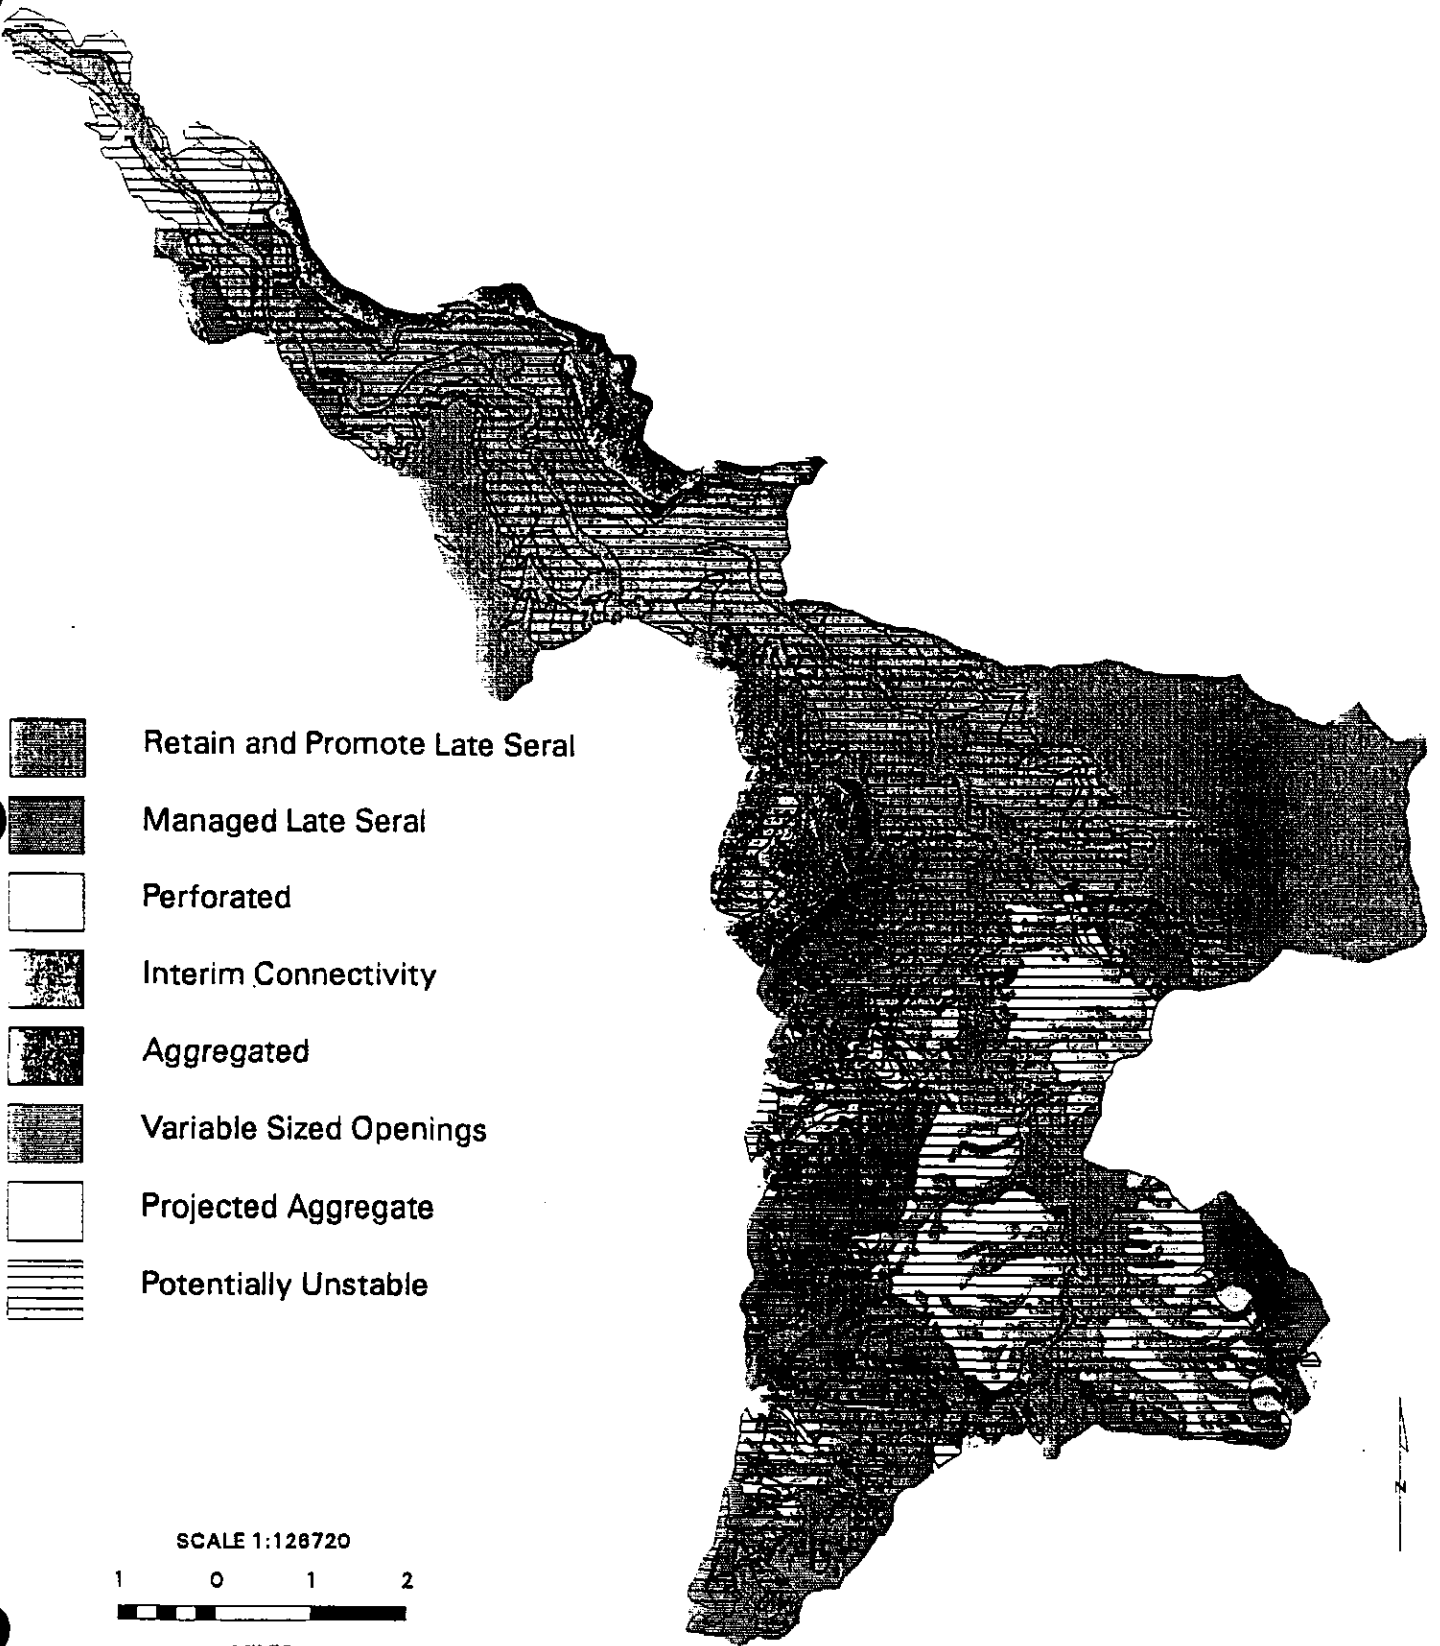 Retain and Promote Late Seral
Managed Late Seral
Perforated
Interim Connectivity
Aggregated
Variable Sized Openings
Projected Aggregate
Potentially Unstable
N
SCALE 1:126720
1 0 1 2